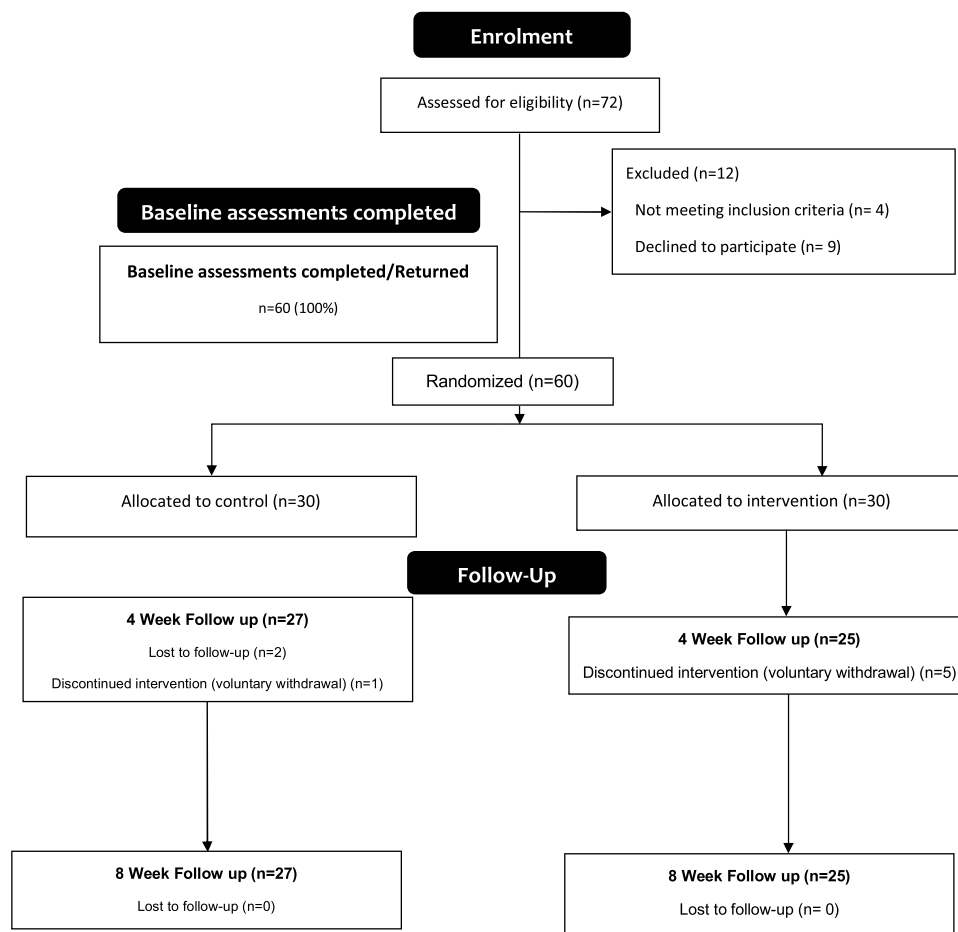 Enrolment
Assessed for eligibility (n=72)
Excluded (n=12)
Not meeting inclusion criteria (n= 4)
Declined to participate (n= 9)
Baseline assessments completed
Baseline assessments completed/Returned
n=60 (100%)
Randomized (n=60)
Allocated to control (n=30)
Allocated to intervention (n=30)
Follow-Up
4 Week Follow up (n=27)
Lost to follow-up (n=2)
Discontinued intervention (voluntary withdrawal) (n=1)
4 Week Follow up (n=25)
Discontinued intervention (voluntary withdrawal) (n=5)
8 Week Follow up (n=27)
Lost to follow-up (n=0)
8 Week Follow up (n=25)
Lost to follow-up (n= 0)